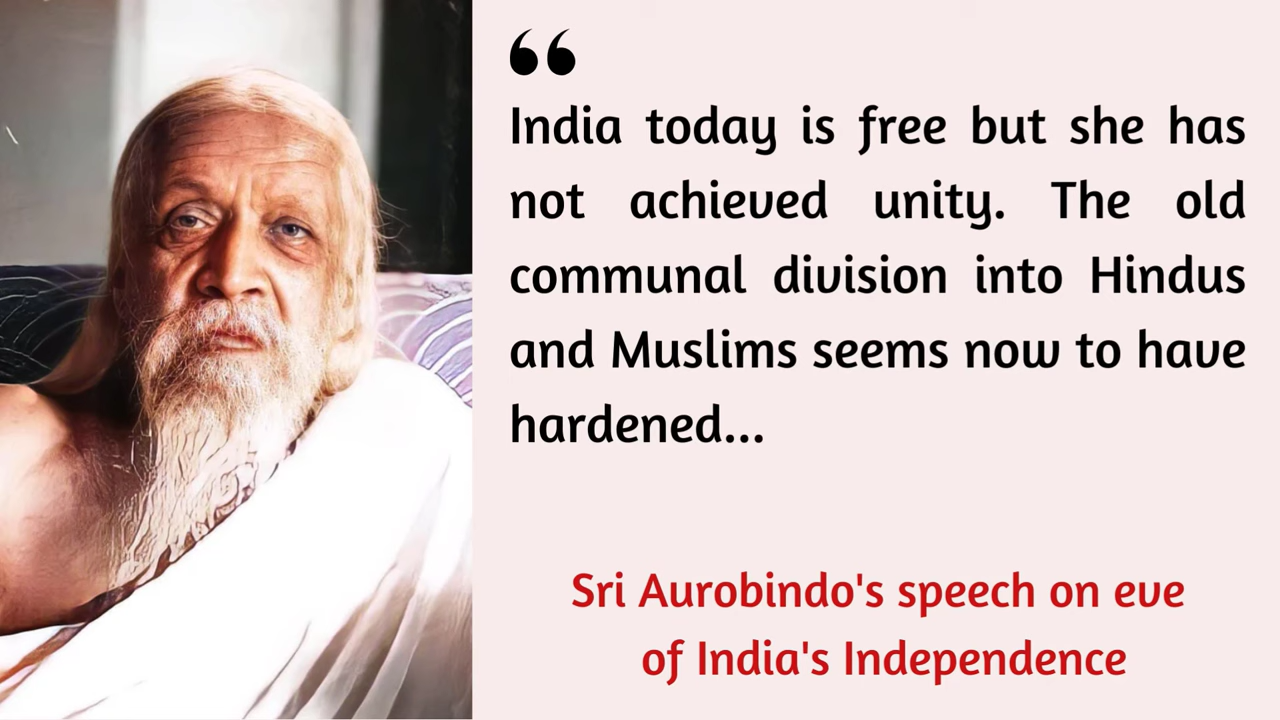 “
India today is free but she has
not achieved unity. The old
communal division into Hindus
and Muslims seems now to have
hardened...
Sri Aurobindo's speech on eve
of India's Independence